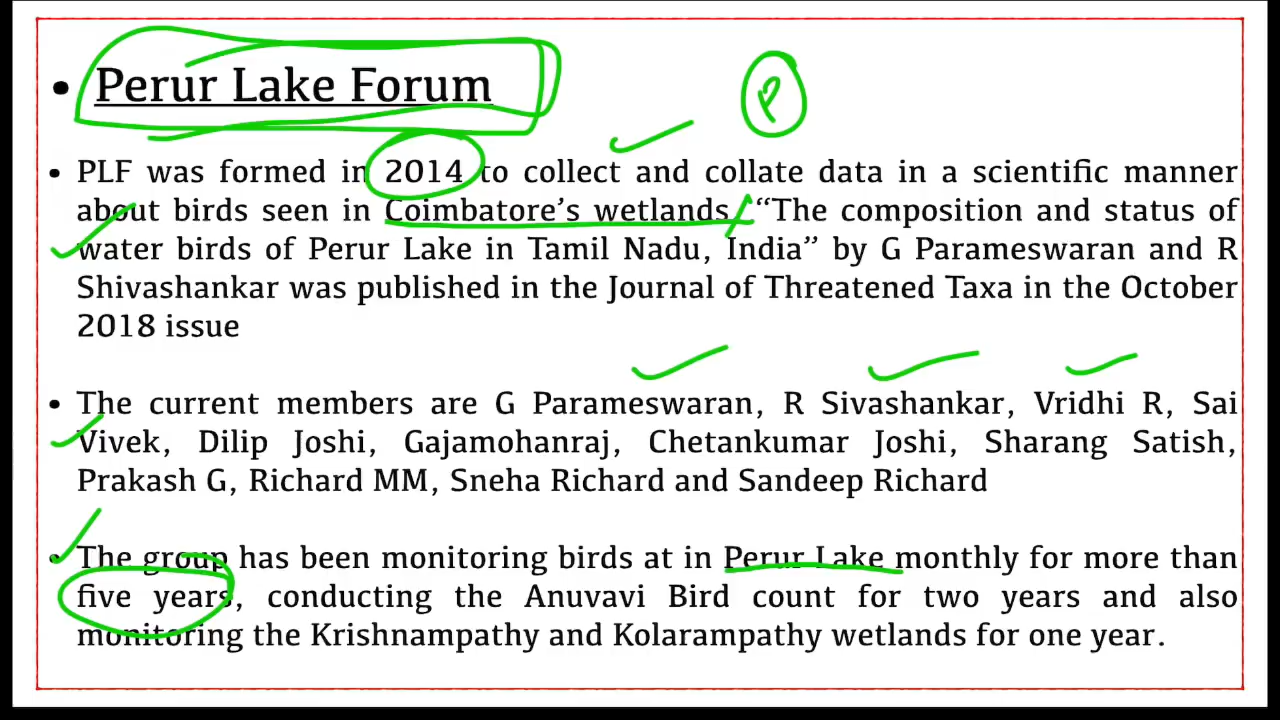 • Perur Lake Forum
P
• PLF was formed in 2014 to collect and collate data in a scientific manner
about birds seen in Coimbatore's wetlands, “The composition and status of
water birds of Perur Lake in Tamil Nadu, India” by G Parameswaran and R
Shivashankar was published in the Journal of Threatened Taxa in the October
2018 issue
• The current members are G Parameswaran, R Sivashankar, Vridhi R, Sai
Vivek, Dilip Joshi, Gajamohanraj, Chetankumar Joshi, Sharang Satish,
Prakash G, Richard MM, Sneha Richard and Sandeep Richard
• The group has been monitoring birds at in Perur Lake monthly for more than
five years, conducting the Anuvavi Bird count for two years and also
monitoring the Krishnampathy and Kolarampathy wetlands for one year.